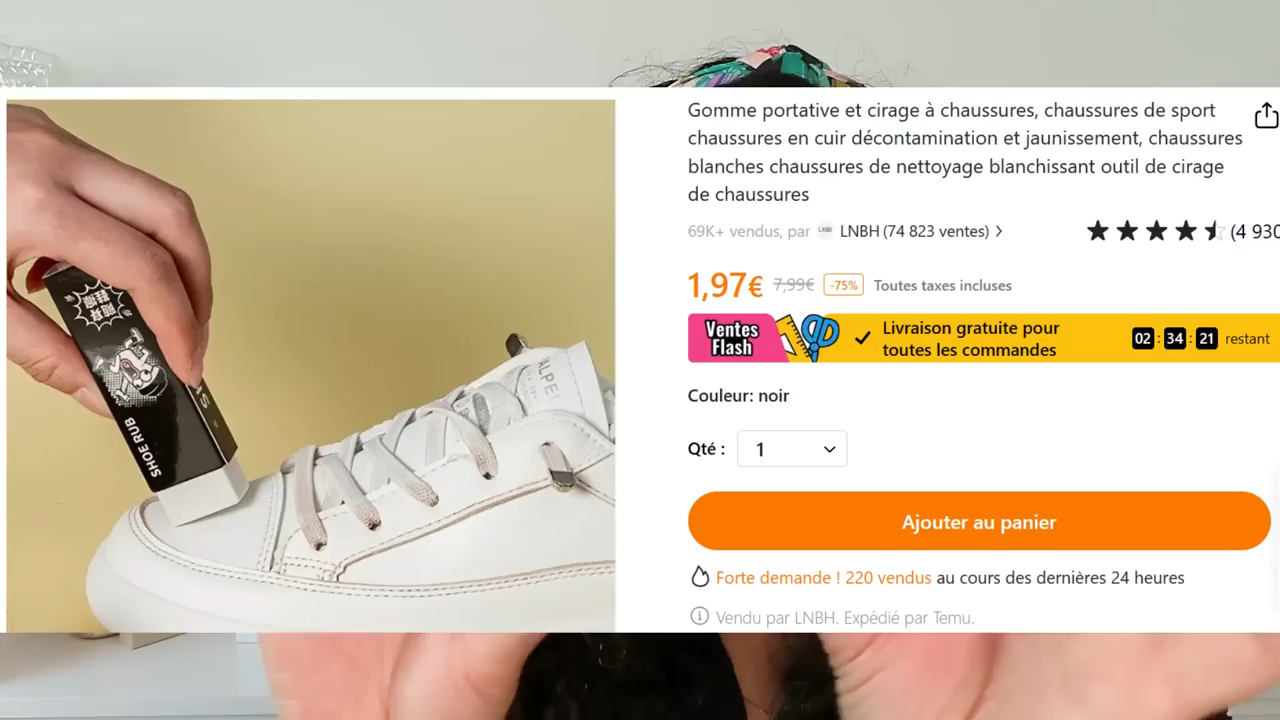 Gomme portative et cirage à chaussures, chaussures de sport
chaussures en cuir décontamination et jaunissement, chaussures
blanches chaussures de nettoyage blanchissant outil de cirage
de chaussures
69K+ vendus, par LNBH (74 823 ventes)
(4 930
1,97€ 7,99€ -75% Toutes taxes incluses
Ventes
Flash
Livraison gratuite pour
toutes les commandes
02 : 34 : 21 restant
Couleur: noir
Qté : 1
Ajouter au panier
Forte demande ! 220 vendus au cours des dernières 24 heures
Vendu par LNBH. Expédié par Temu.
SHOE RUB
ALPE